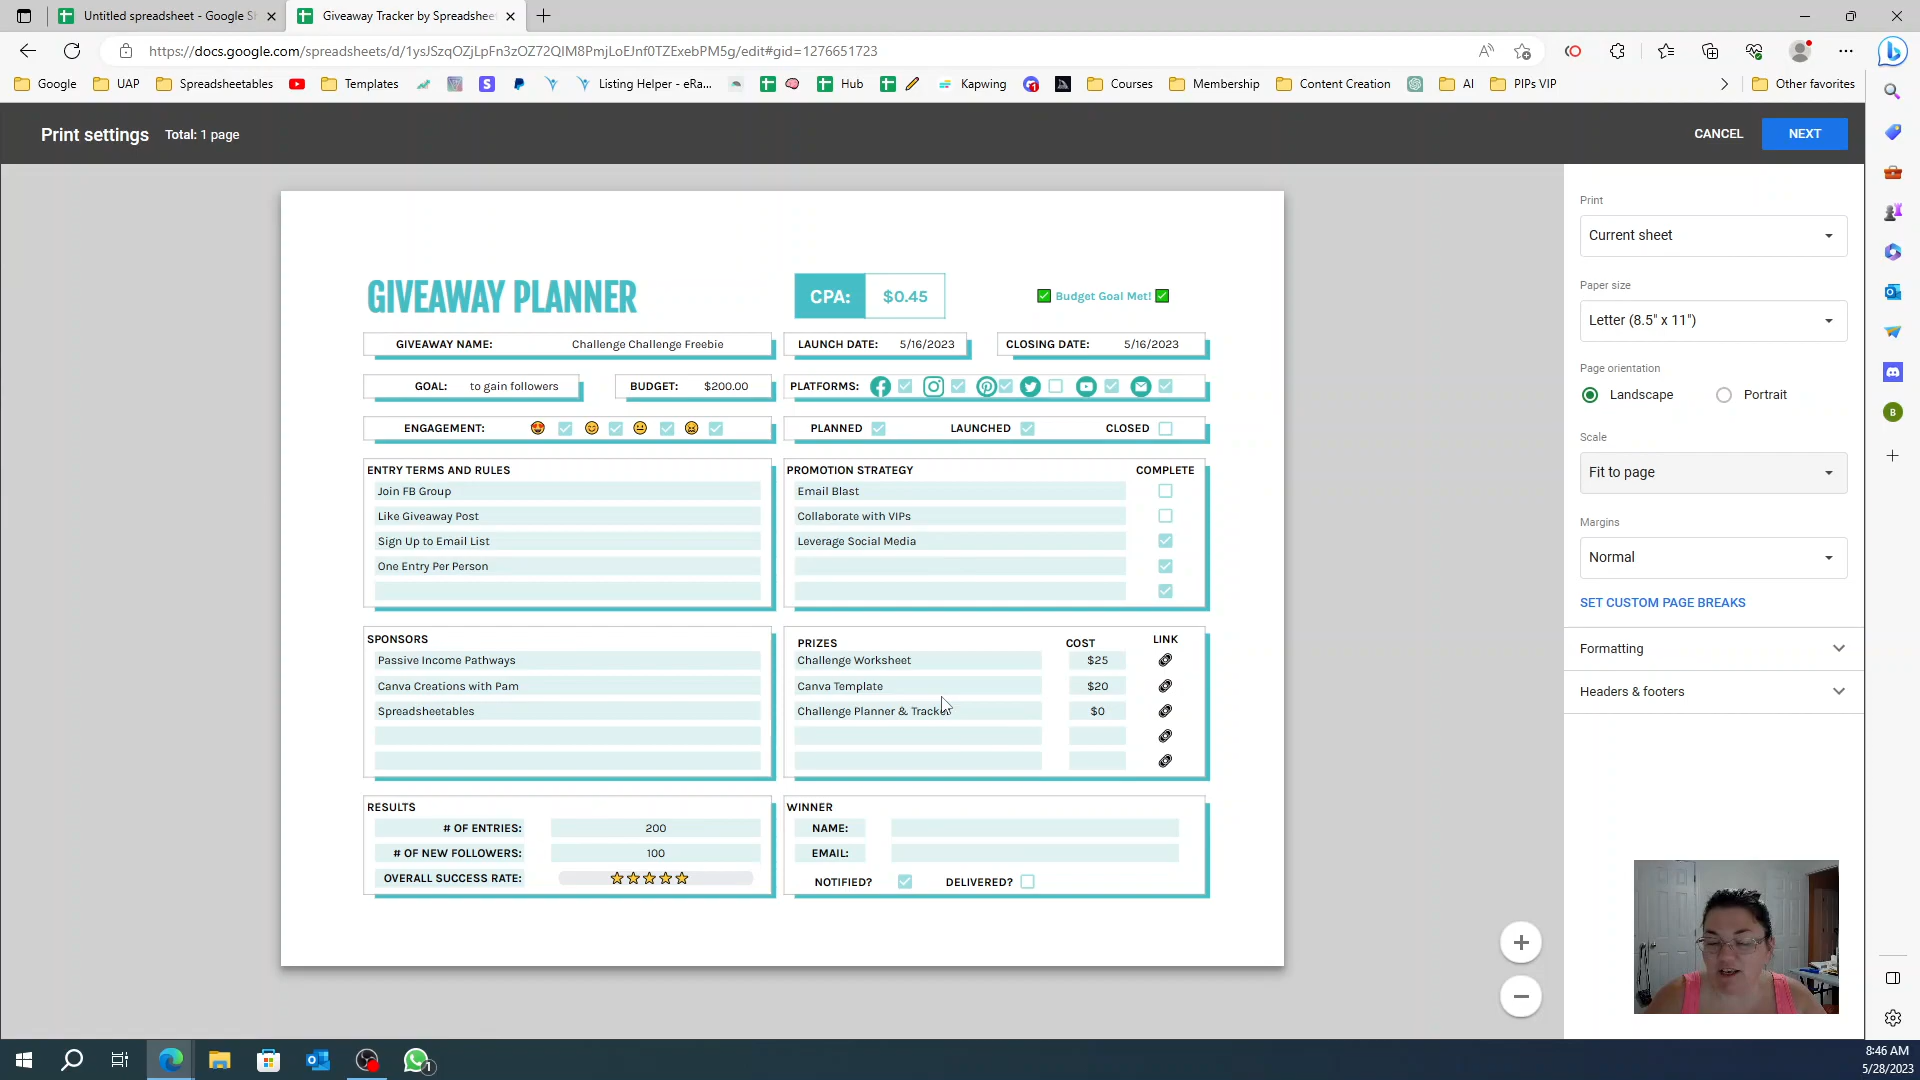 Untitled spreadsheet - Google S
Giveaway Tracker by Spreadshee
https://docs.google.com/spreadsheets/d/1ysJSzqOZjLpFn3zOZ72QIM8PmjLoEJnf0TZExebPM5g/edit#gid=1276651723
Google
UAP
Spreadsheetables
Templates
Listing Helper - eRa...
Hub
Kapwing
Courses
Membership
Content Creation
AI
PIPs VIP
Other favorites
Print settings
Total: 1 page
CANCEL
NEXT
GIVEAWAY PLANNER
CPA: $0.45
Budget Goal Met!
GIVEAWAY NAME: Challenge Challenge Freebie
LAUNCH DATE: 5/16/2023
CLOSING DATE: 5/16/2023
GOAL: to gain followers
BUDGET: $200.00
PLATFORMS:
ENGAGEMENT:
PLANNED
LAUNCHED
CLOSED
ENTRY TERMS AND RULES
Join FB Group
Like Giveaway Post
Sign Up to Email List
One Entry Per Person
PROMOTION STRATEGY
COMPLETE
Email Blast
Collaborate with VIPs
Leverage Social Media
SPONSORS
Passive Income Pathways
Canva Creations with Pam
Spreadsheetables
PRIZES
COST
LINK
Challenge Worksheet $25
Canva Template $20
Challenge Planner & Tracker $0
RESULTS
# OF ENTRIES: 200
# OF NEW FOLLOWERS: 100
OVERALL SUCCESS RATE:
WINNER
NAME:
EMAIL:
NOTIFIED?
DELIVERED?
Print
Current sheet
Paper size
Letter (8.5" x 11")
Page orientation
Landscape
Portrait
Scale
Fit to page
Margins
Normal
SET CUSTOM PAGE BREAKS
Formatting
Headers & footers
B
1
8:46 AM
5/28/2023